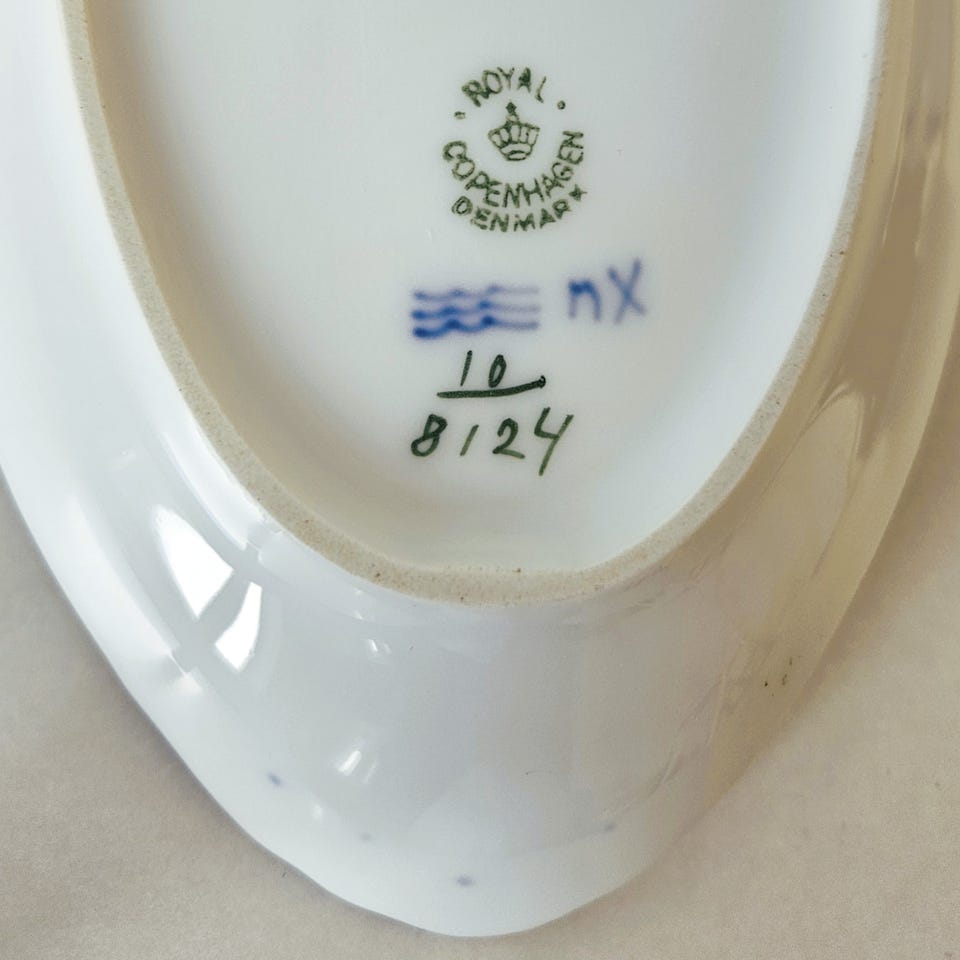 ROYAL
COPENHAGEN
DENMARK
nX
10
8124